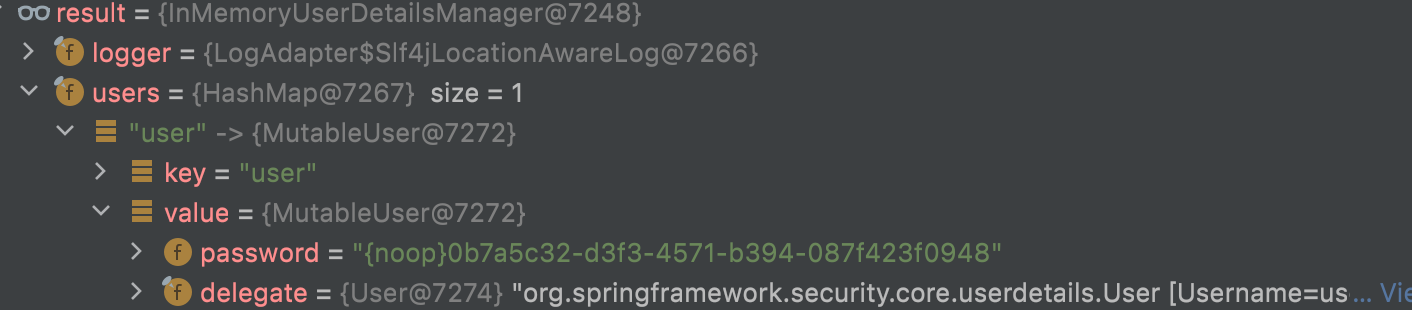 result = {InMemoryUserDetailsManager@7248}
f logger = {LogAdapter$Slf4jLocationAwareLog@7266}
f users = {HashMap@7267} size = 1
"user" -> {MutableUser@7272}
key = "user"
value = {MutableUser@7272}
f password = "{noop}0b7a5c32-d3f3-4571-b394-087f423f0948"
f delegate = {User@7274} "org.springframework.security.core.userdetails.User [Username=us... Vie